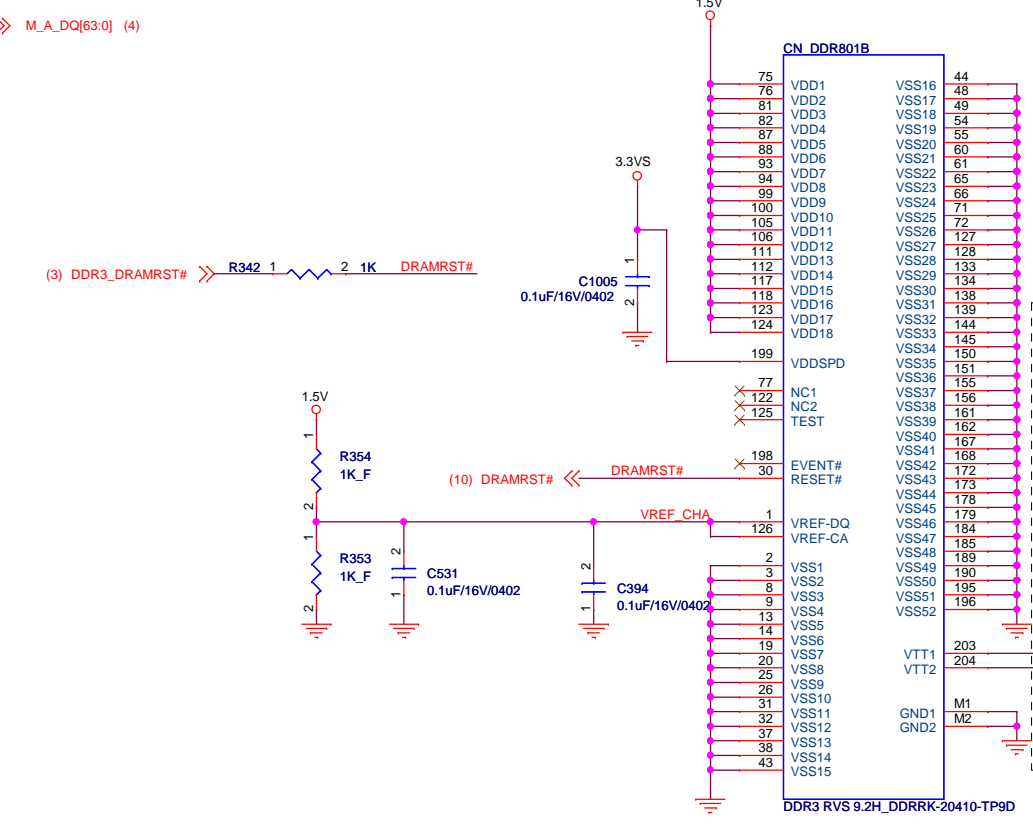 1.5V
M_A_DQ[63:0] (4)
CN_DDR801B
75 VDD1 VSS16 44
76 VDD2 VSS17 48
81 VDD3 VSS18 49
82 VDD4 VSS19 54
87 VDD5 VSS20 55
88 VDD6 VSS21 60
93 VDD7 VSS22 61
94 VDD8 VSS23 65
99 VDD9 VSS24 66
100 VDD10 VSS25 71
105 VDD11 VSS26 72
106 VDD12 VSS27 127
111 VDD13 VSS28 128
112 VDD14 VSS29 133
117 VDD15 VSS30 134
118 VDD16 VSS31 138
123 VDD17 VSS32 139
124 VDD18 VSS33 144
VSS34 145
199 VDDSPD VSS35 150
VSS36 151
77 NC1 VSS37 155
122 NC2 VSS38 156
125 TEST VSS39 161
VSS40 162
VSS41 167
198 EVENT# VSS42 168
30 RESET# VSS43 172
VSS44 173
VSS45 178
1 VREF-DQ VSS46 179
126 VREF-CA VSS47 184
VSS48 185
2 VSS1 VSS49 189
3 VSS2 VSS50 190
8 VSS3 VSS51 195
9 VSS4 VSS52 196
13 VSS5
14 VSS6
19 VSS7 VTT1 203
20 VSS8 VTT2 204
25 VSS9
26 VSS10
31 VSS11 GND1 M1
32 VSS12 GND2 M2
37 VSS13
38 VSS14
43 VSS15
DDR3 RVS 9.2H_DDRRK-20410-TP9D
3.3VS
1
C1005
0.1uF/16V/0402
2
(3) DDR3_DRAMRST# R342 1 2 1K DRAMRST#
1.5V
1
R354
1K_F
2
(10) DRAMRST# DRAMRST#
VREF_CHA
1
R353
1K_F
2
2
C531
0.1uF/16V/0402
1
2
C394
0.1uF/16V/0402
1